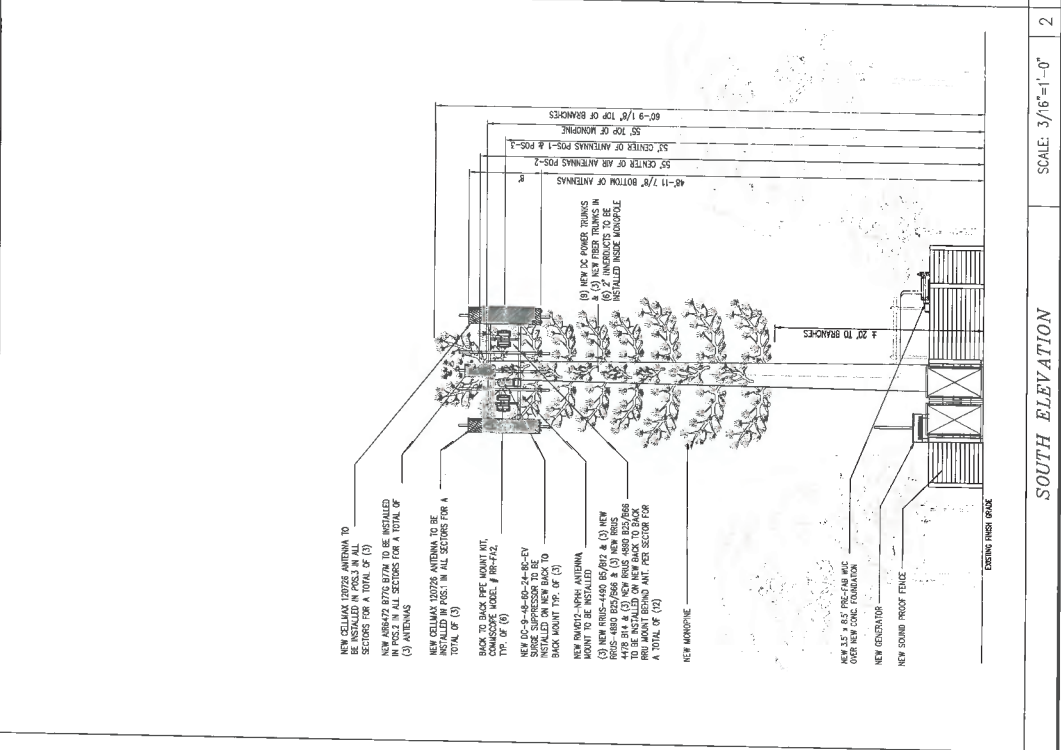 60'-9 1/8" TOP OF BRANCHES
55' TOP OF MONOPINE
53' CENTER OF ANTENNAS POS-1 & POS-3
55' CENTER OF AIR ANTENNAS POS-2
8'
48'-11 7/8" BOTTOM OF ANTENNAS
(9) NEW DC POWER TRUNKS
& (3) NEW FIBER TRUNKS IN
(6) 2" INNERDUCTS TO BE
INSTALLED INSIDE MONOPOLE
± 20' TO BRANCHES
NEW CELLMAX 120726 ANTENNA TO
BE INSTALLED IN POS.3 IN ALL
SECTORS FOR A TOTAL OF (3)
NEW AIR6472 B77G B77M TO BE INSTALLED
IN POS.2 IN ALL SECTORS FOR A TOTAL OF
(3) ANTENNAS
NEW CELLMAX 120726 ANTENNA TO BE
INSTALLED IN POS.1 IN ALL SECTORS FOR A
TOTAL OF (3)
BACK TO BACK PIPE MOUNT KIT,
COMMSCOPE MODEL # RR-FA2,
TYP. OF (6)
NEW DC-9-48-60-24-8C-EV
SURGE SUPPRESSOR TO BE
INSTALLED ON NEW BACK TO
BACK MOUNT TYP. OF (3)
NEW RMVD12-NPHH ANTENNA
MOUNT TO BE INSTALLED
(3) NEW RRUS-4490 B5/B12 & (3) NEW
RRUS-4890 B25/B66 & (3) NEW RRUS
4478 B14 & (3) NEW RRUS 4890 B25/B66
TO BE INSTALLED ON NEW BACK TO BACK
RRU MOUNT BEHIND ANT. PER SECTOR FOR
A TOTAL OF (12)
NEW MONOPINE
NEW 3.5' x 8.5' PRE-FAB WUC
OVER NEW CONC. FOUNDATION
NEW GENERATOR
NEW SOUND PROOF FENCE
EXISTING FINISH GRADE
SOUTH ELEVATION
SCALE: 3/16"=1'-0"
2